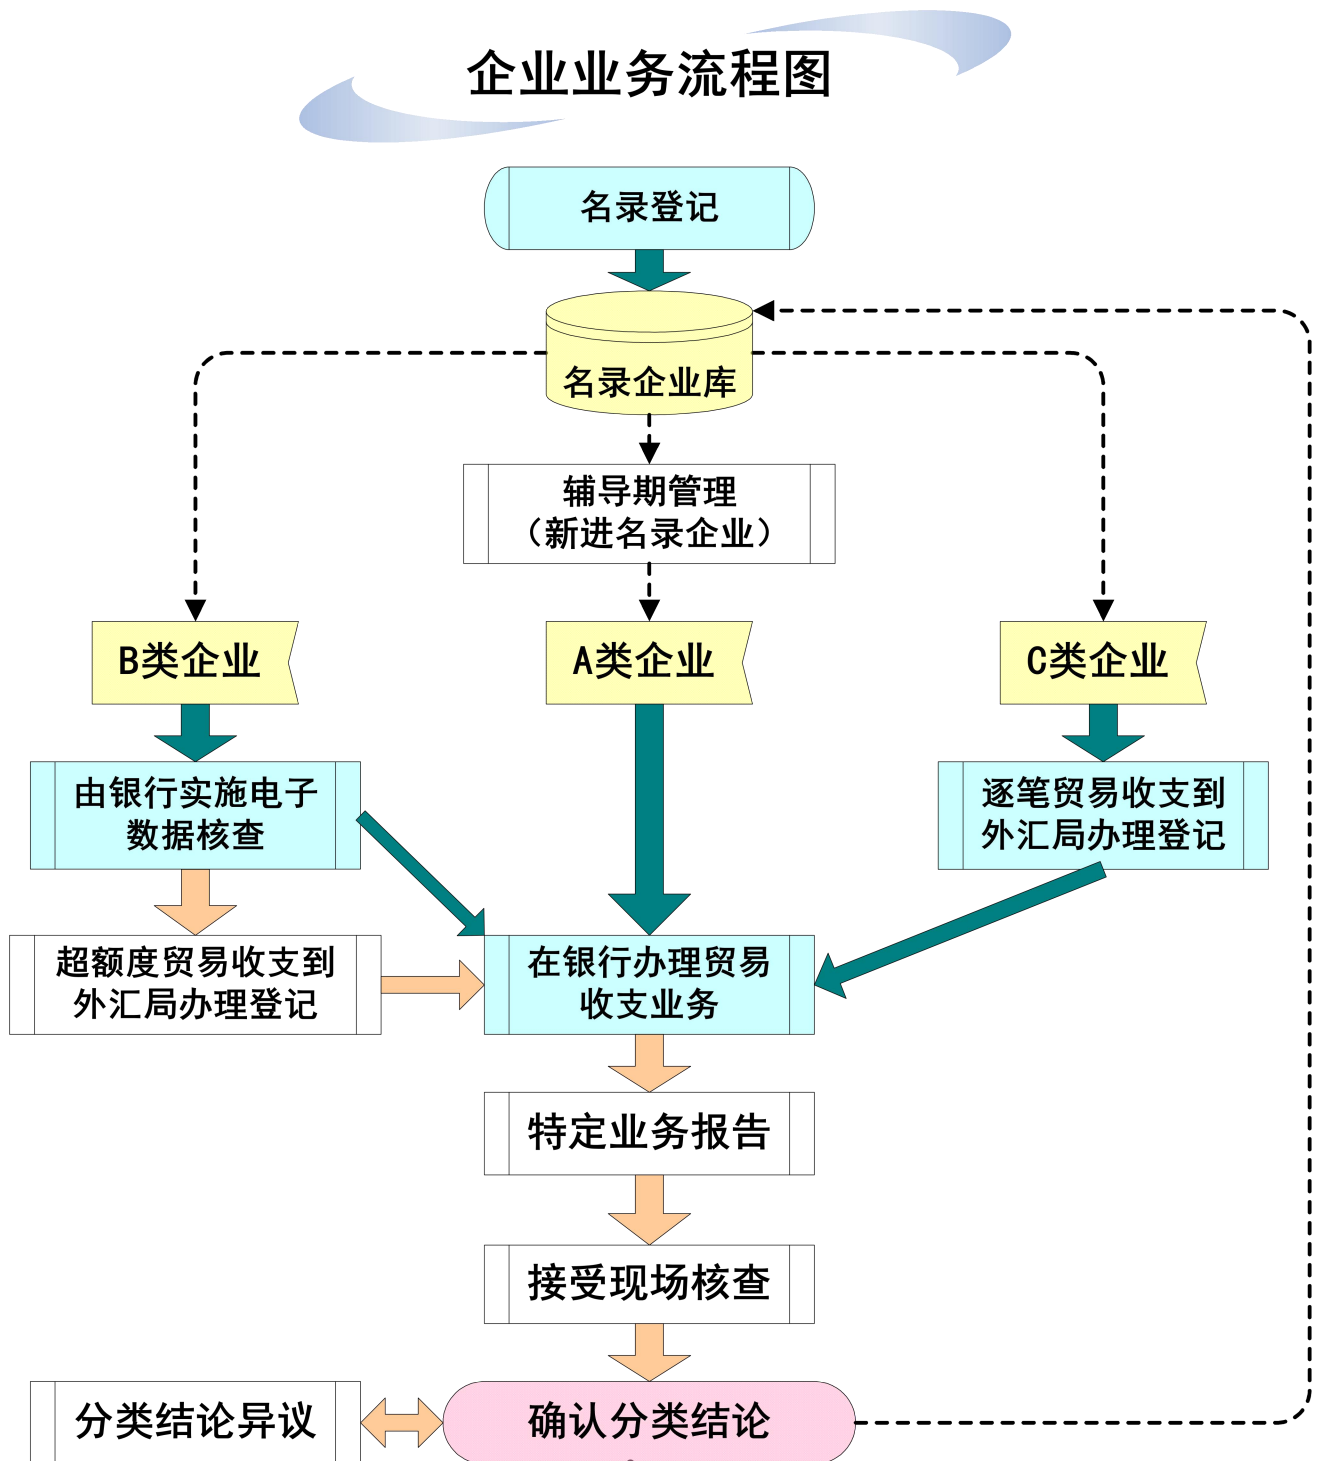 企业业务流程图
名录登记
名录企业库
辅导期管理
（新进名录企业）
B类企业
A类企业
C类企业
由银行实施电子
数据核查
逐笔贸易收支到
外汇局办理登记
超额度贸易收支到
外汇局办理登记
在银行办理贸易
收支业务
特定业务报告
接受现场核查
分类结论异议
确认分类结论